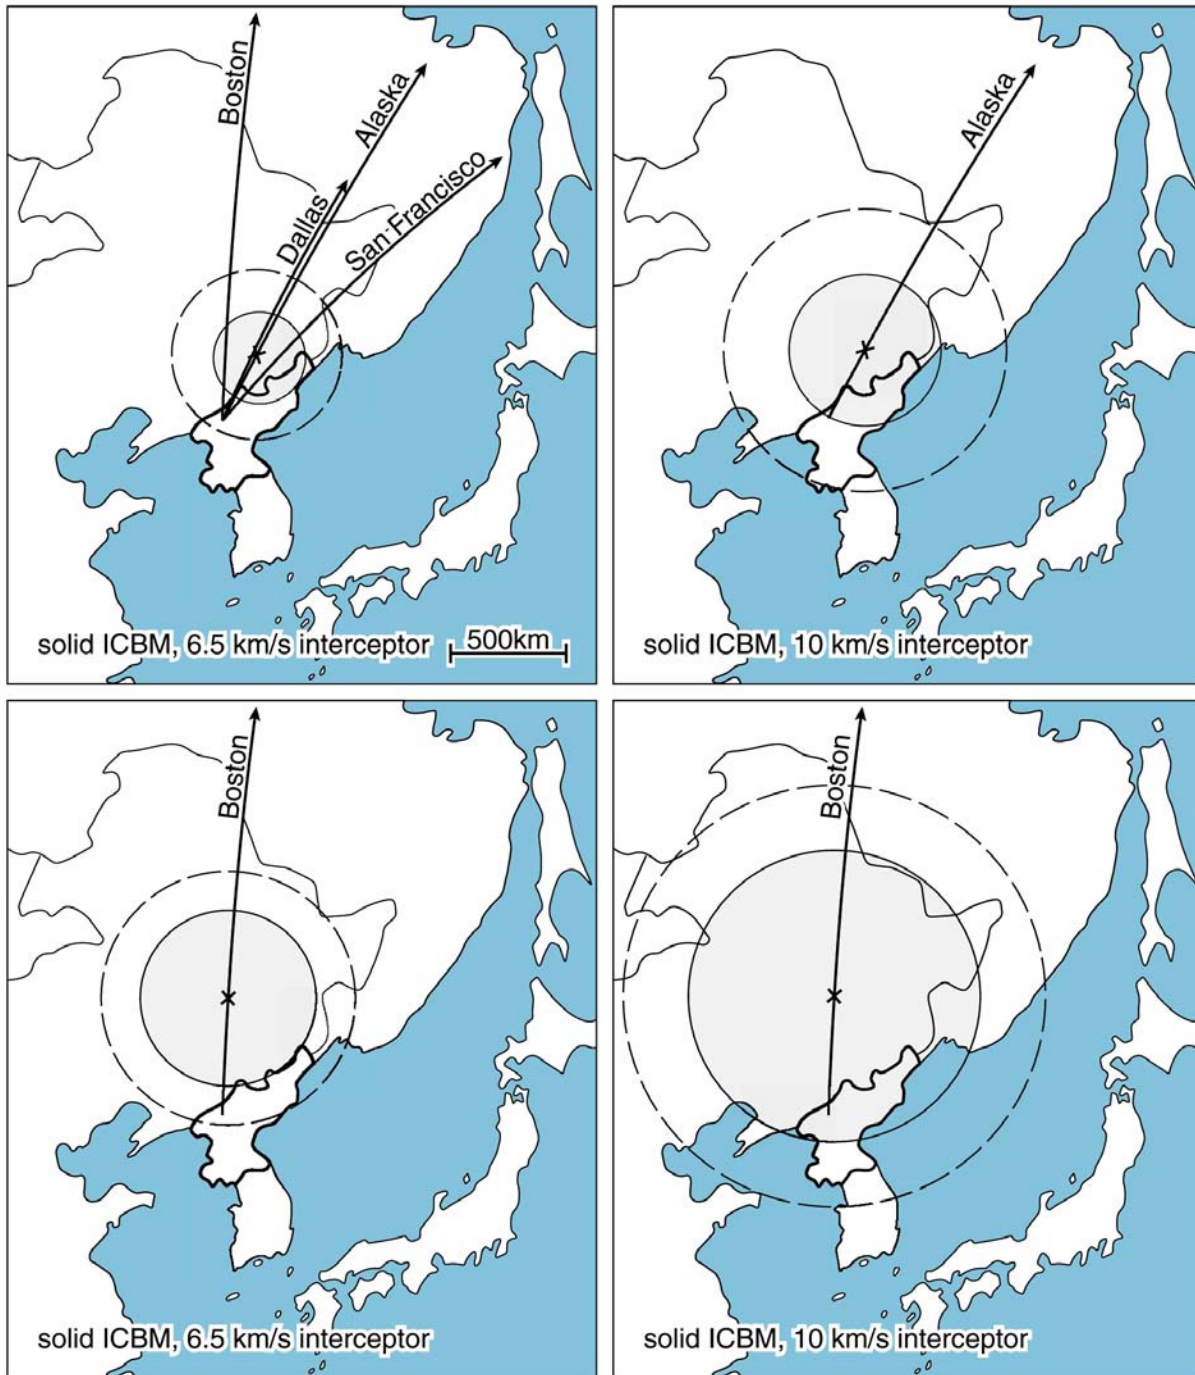 Boston
Alaska
Dallas
San Francisco
solid ICBM, 6.5 km/s interceptor
500km
Alaska
solid ICBM, 10 km/s interceptor
Boston
solid ICBM, 6.5 km/s interceptor
Boston
solid ICBM, 10 km/s interceptor